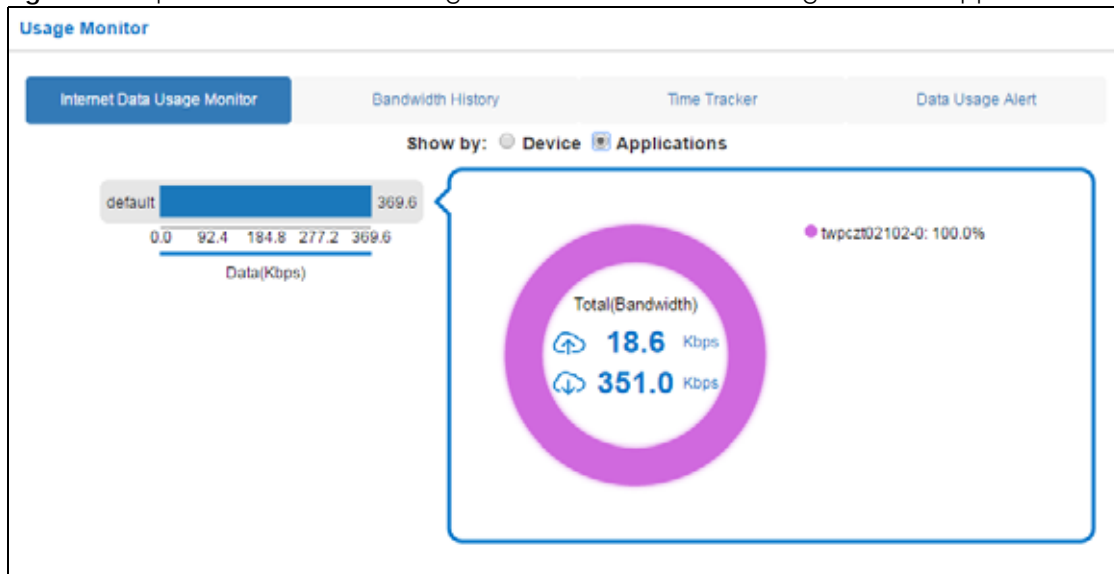 Usage Monitor
Internet Data Usage Monitor
Bandwidth History
Time Tracker
Data Usage Alert
Show by: Device Applications
default 369.6
0.0 92.4 184.8 277.2 369.6
Data(Kbps)
twpczt02102-0: 100.0%
Total(Bandwidth)
18.6 Kbps
351.0 Kbps